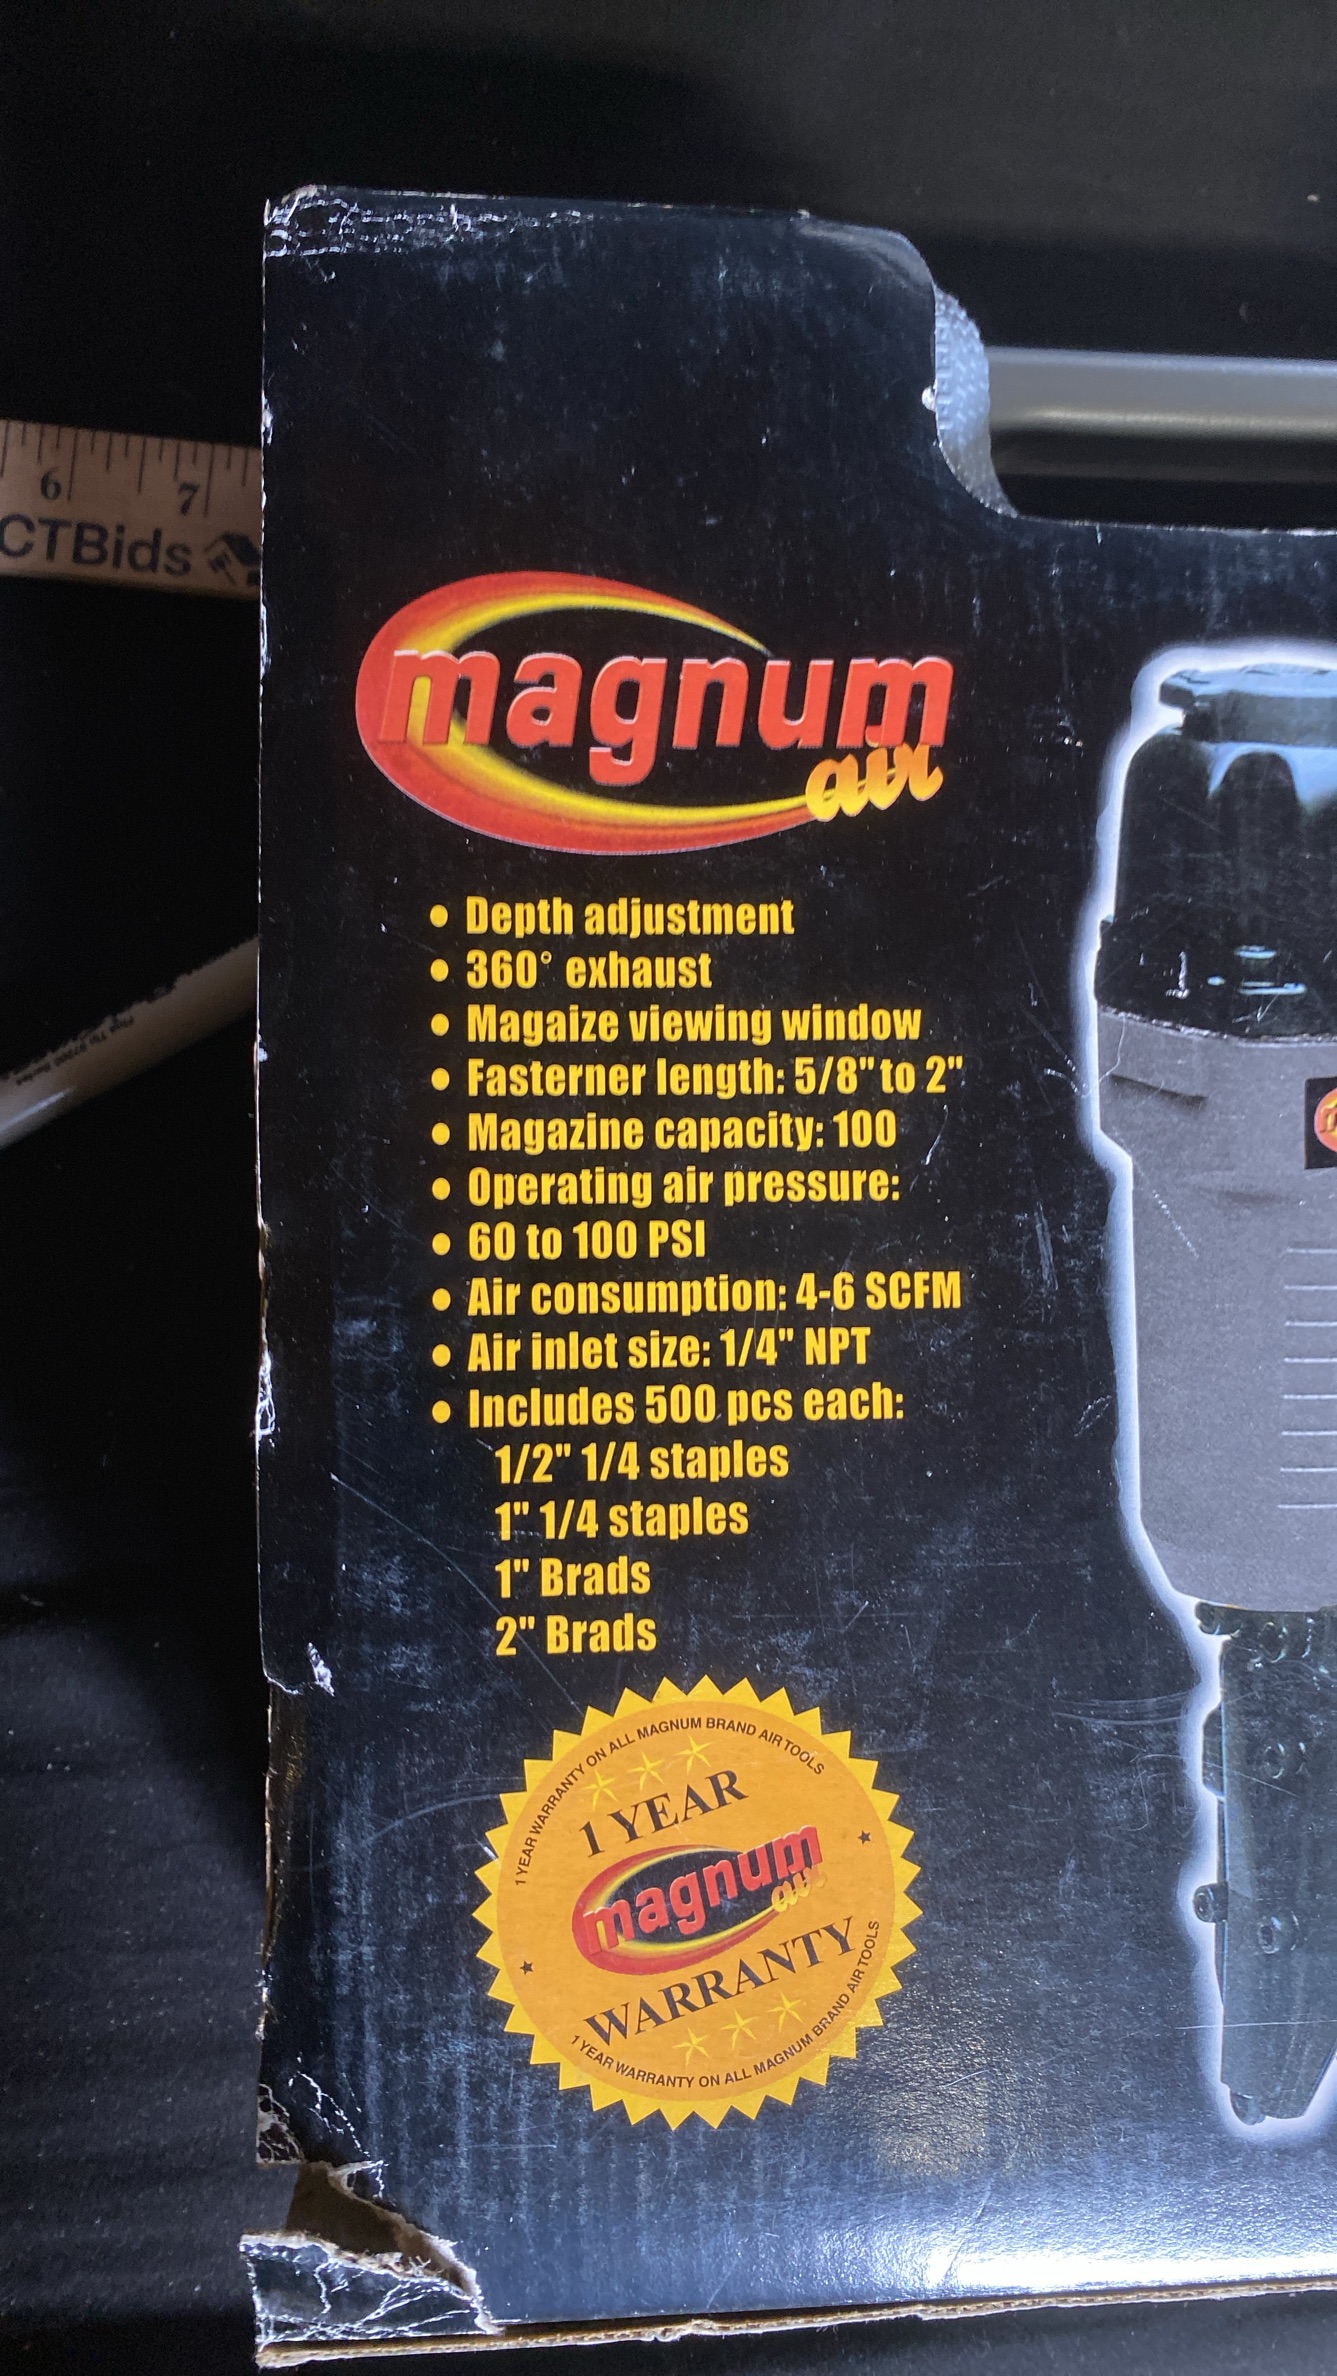 6 7
CTBids
magnum
air
• Depth adjustment
• 360° exhaust
• Magaize viewing window
• Fasterner length: 5/8" to 2"
• Magazine capacity: 100
• Operating air pressure:
• 60 to 100 PSI
• Air consumption: 4-6 SCFM
• Air inlet size: 1/4" NPT
• Includes 500 pcs each:
1/2" 1/4 staples
1" 1/4 staples
1" Brads
2" Brads
1 YEAR WARRANTY ON ALL MAGNUM BRAND AIR TOOLS
1 YEAR
magnum
air
WARRANTY
1 YEAR WARRANTY ON ALL MAGNUM BRAND AIR TOOLS